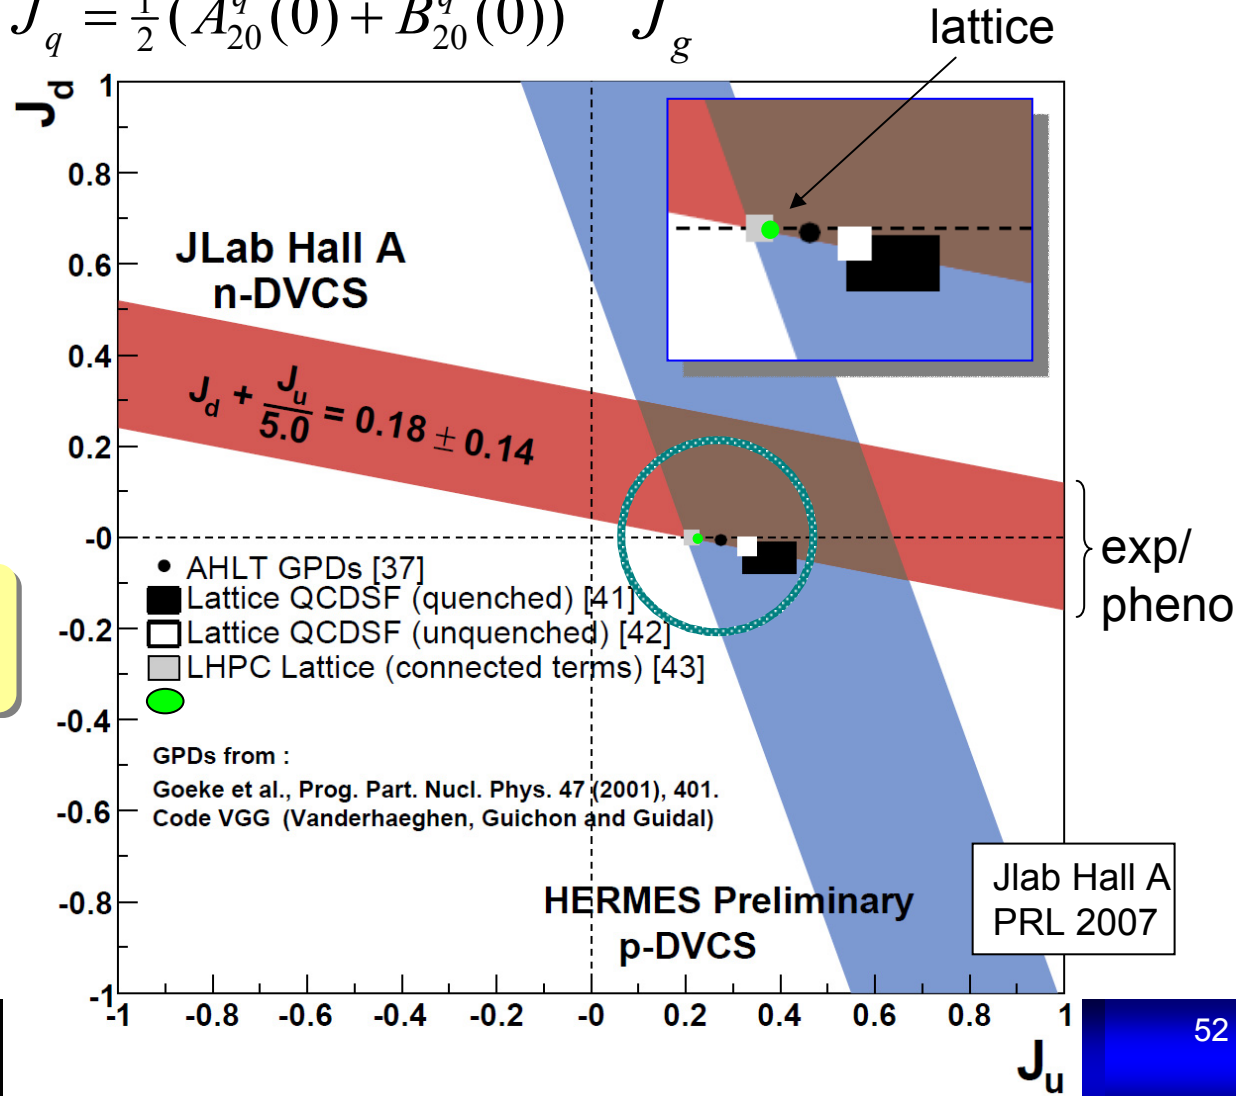 J_q = 1/2 ( A^q_20(0) + B^q_20(0) ) J_g
lattice
J_d
1
0.8
0.6
0.4
0.2
-0
-0.2
-0.4
-0.6
-0.8
-1
JLab Hall A
n-DVCS
J_d + J_u/5.0 = 0.18 ± 0.14
exp/
pheno
AHLT GPDs [37]
Lattice QCDSF (quenched) [41]
Lattice QCDSF (unquenched) [42]
LHPC Lattice (connected terms) [43]
GPDs from :
Goeke et al., Prog. Part. Nucl. Phys. 47 (2001), 401.
Code VGG (Vanderhaeghen, Guichon and Guidal)
HERMES Preliminary
p-DVCS
Jlab Hall A
PRL 2007
-1 -0.8 -0.6 -0.4 -0.2 -0 0.2 0.4 0.6 0.8 1
J_u
52